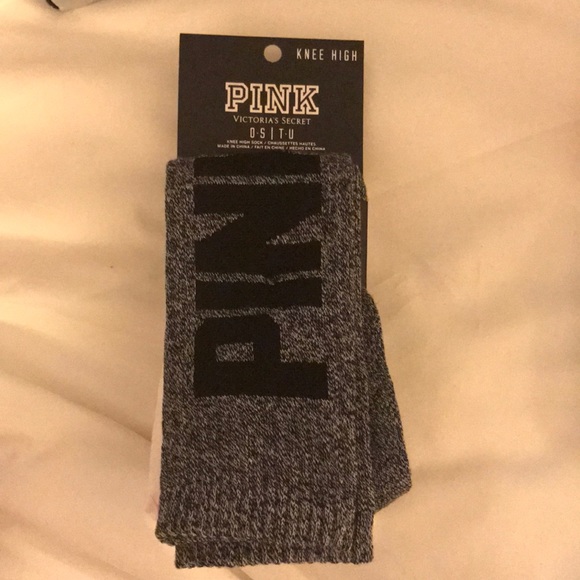 KNEE HIGH
PINK
VICTORIA'S SECRET
O·S | T·U
KNEE HIGH SOCK / CHAUSSETTES HAUTES
MADE IN CHINA / FAIT EN CHINE / HECHO EN CHINA
PIN